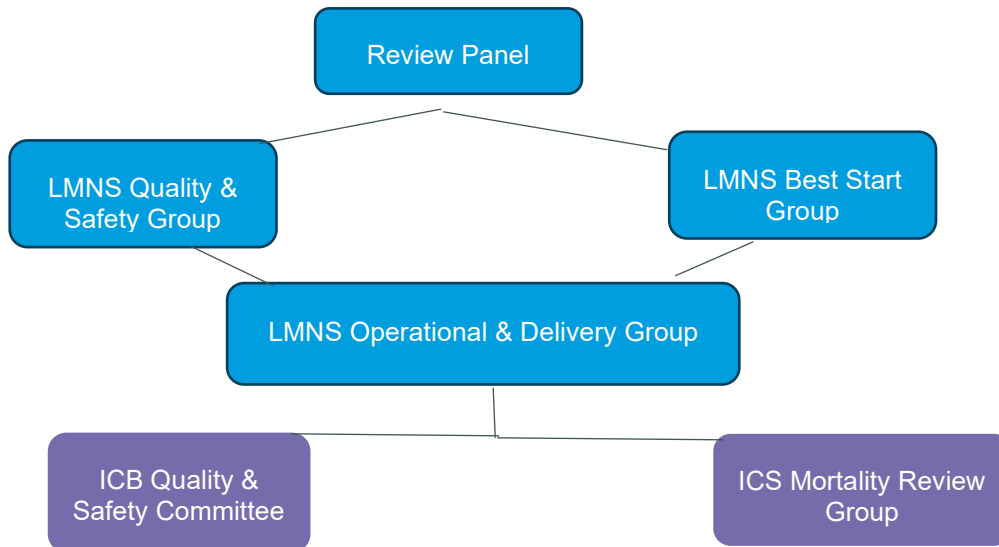 Review Panel
LMNS Quality &
Safety Group
LMNS Best Start
Group
LMNS Operational & Delivery Group
ICB Quality &
Safety Committee
ICS Mortality Review
Group